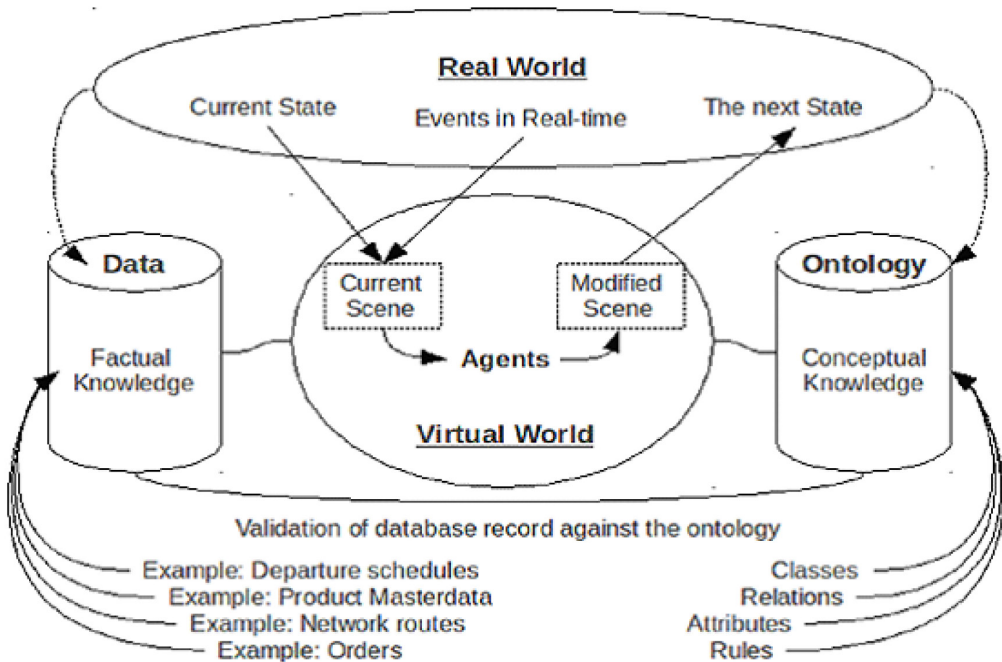 Real World
Current State
Events in Real-time
The next State
Data
Current
Scene
Modified
Scene
Ontology
Factual
Knowledge
Agents
Conceptual
Knowledge
Virtual World
Validation of database record against the ontology
Example: Departure schedules
Classes
Example: Product Masterdata
Relations
Example: Network routes
Attributes
Example: Orders
Rules